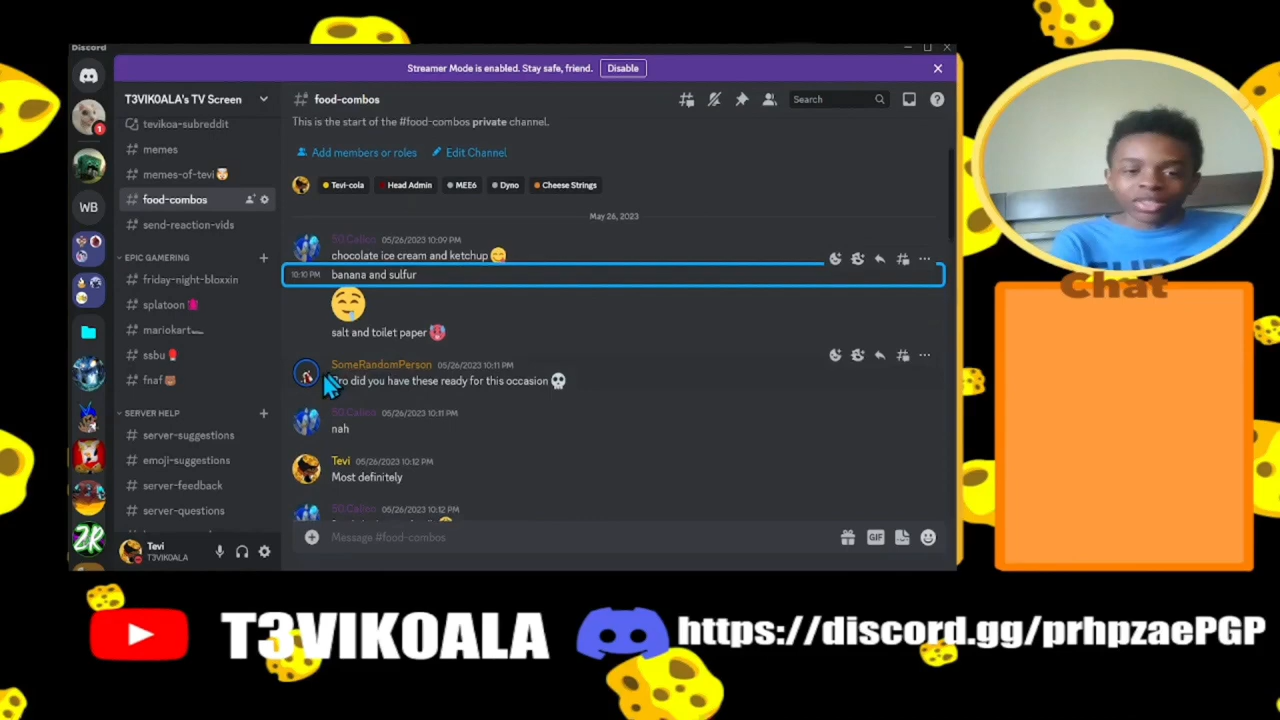 Discord
Streamer Mode is enabled. Stay safe, friend. Disable
T3VIK0ALA's TV Screen
tevikoa-subreddit
memes
memes-of-tevi
food-combos
send-reaction-vids
EPIC GAMERING
friday-night-bloxxin
splatoon
mariokart
ssbu
fnaf
SERVER HELP
server-suggestions
emoji-suggestions
server-feedback
server-questions
Tevi
T3VIKOALA
WB
ZR
1
food-combos
Search
This is the start of the #food-combos private channel.
Add members or roles Edit Channel
Tevi-cola Head Admin MEE6 Dyno Cheese Strings
May 26, 2023
05/26/2023 10:09 PM
chocolate ice cream and ketchup
10:10 PM banana and sulfur
salt and toilet paper
SomeRandomPerson 05/26/2023 10:11 PM
Bro did you have these ready for this occasion
05/26/2023 10:11 PM
nah
Tevi 05/26/2023 10:12 PM
Most definitely
05/26/2023 10:12 PM
Message #food-combos
GIF
Chat
T3VIKOALA
https://discord.gg/prhpzaePGP